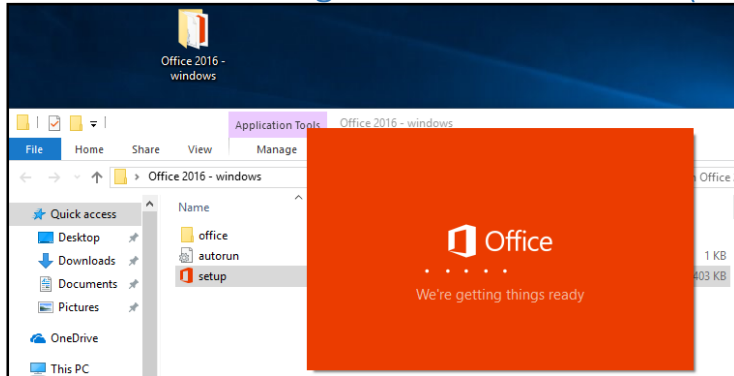 Office 2016 -
windows
Application Tools
Office 2016 - windows
File
Home
Share
View
Manage
Office 2016 - windows
Office
Quick access
Name
Desktop
office
Downloads
autorun
1 KB
Documents
setup
403 KB
Pictures
OneDrive
This PC
Office
We're getting things ready